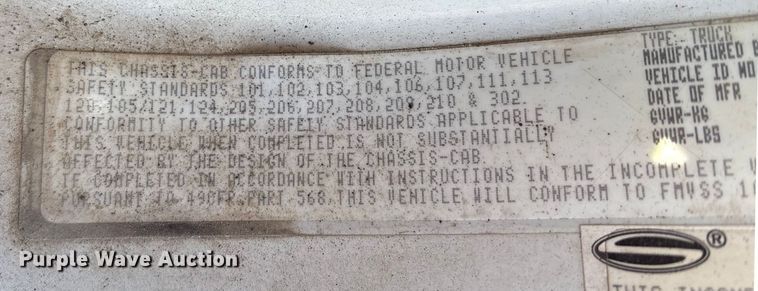 THIS CHASSIS-CAB CONFORMS TO FEDERAL MOTOR VEHICLE
SAFETY STANDARDS 101,102,103,104,106,107,111,113
120,105/121,124,205,206,207,208,209,210 & 302.
CONFORMITY TO OTHER SAFETY STANDARDS APPLICABLE TO
THIS VEHICLE WHEN COMPLETED IS NOT SUBSTANTIALLY
AFFECTED BY THE DESIGN OF THE CHASSIS-CAB.
IF COMPLETED IN ACCORDANCE WITH INSTRUCTIONS IN THE INCOMPLETE V
PURSUANT TO 49CFR PART 568,THIS VEHICLE WILL CONFORM TO FMVSS 10
TYPE: TRUCK
MANUFACTURED B
VEHICLE ID NO
DATE OF MFR
GVWR-KG
GVWR-LBS
®
THIS INCOM
Purple Wave Auction